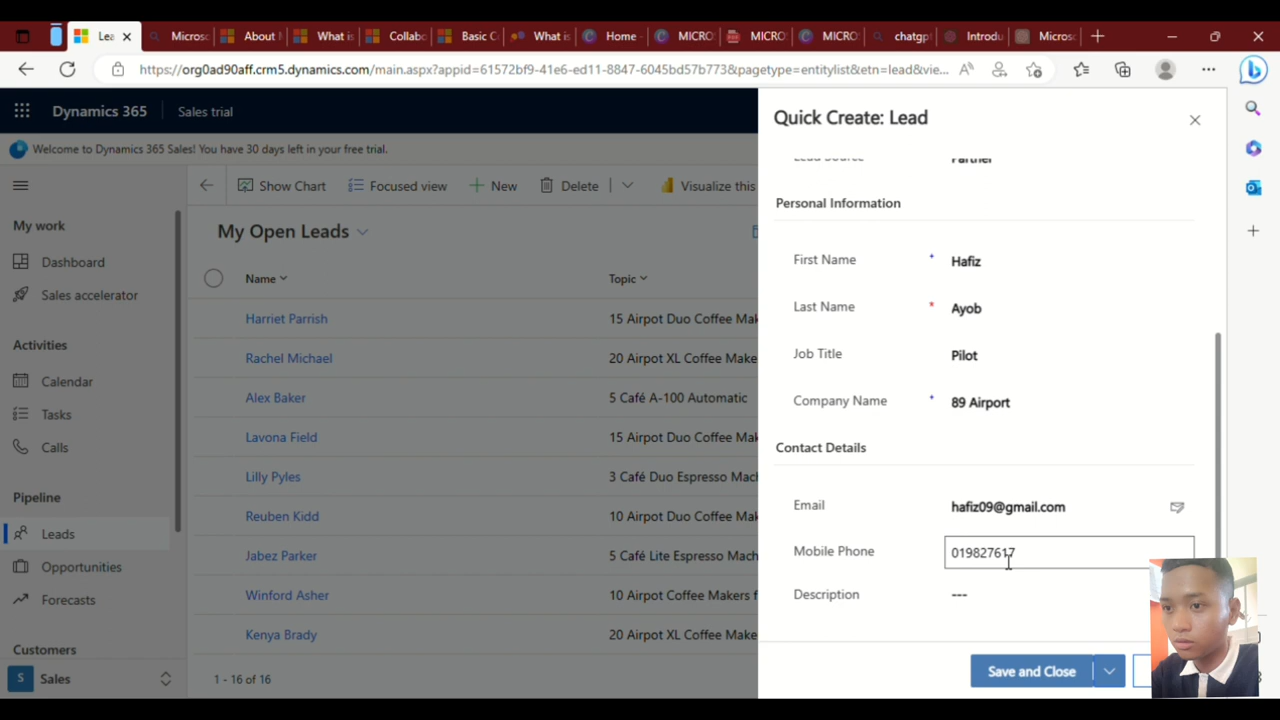 Lea
Micros
About M
What is
Collabo
Basic Co
What is
Home -
MICRO
MICRO
MICRO
chatgpt
Introdu
Micros
https://org0ad90aff.crm5.dynamics.com/main.aspx?appid=61572bf9-41e6-ed11-8847-6045bd57b773&pagetype=entitylist&etn=lead&vie...
Dynamics 365 Sales trial
Welcome to Dynamics 365 Sales! You have 30 days left in your free trial.
Show Chart Focused view New Delete Visualize this
My work
Dashboard
Sales accelerator
Activities
Calendar
Tasks
Calls
Pipeline
Leads
Opportunities
Forecasts
Customers
S Sales
My Open Leads
Name Topic
Harriet Parrish 15 Airpot Duo Coffee Mak
Rachel Michael 20 Airpot XL Coffee Make
Alex Baker 5 Café A-100 Automatic
Lavona Field 15 Airpot Duo Coffee Mak
Lilly Pyles 3 Café Duo Espresso Mach
Reuben Kidd 10 Airpot Duo Coffee Mak
Jabez Parker 5 Café Lite Espresso Mach
Winford Asher 10 Airpot Coffee Makers f
Kenya Brady 20 Airpot XL Coffee Make
1 - 16 of 16
Quick Create: Lead
Lead Source Partner
Personal Information
First Name * Hafiz
Last Name * Ayob
Job Title Pilot
Company Name * 89 Airport
Contact Details
Email hafiz09@gmail.com
Mobile Phone 019827617
Description ---
Save and Close